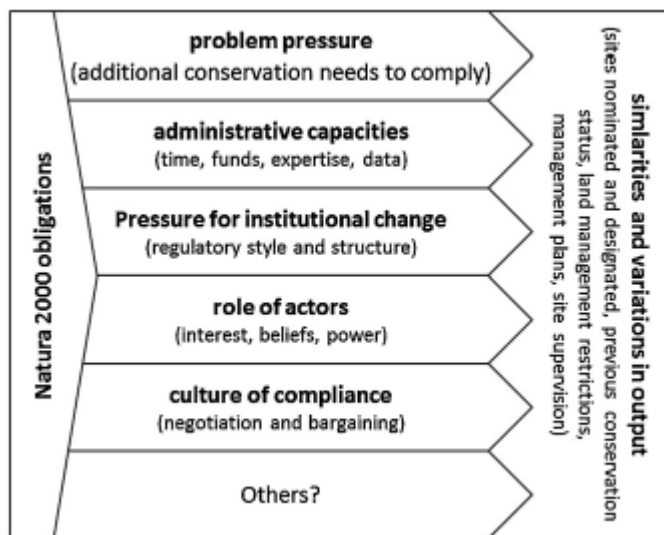 Natura 2000 obligations
problem pressure
(additional conservation needs to comply)
administrative capacities
(time, funds, expertise, data)
Pressure for institutional change
(regulatory style and structure)
role of actors
(interest, beliefs, power)
culture of compliance
(negotiation and bargaining)
Others?
simlarities and variations in output
(sites nominated and designated, previous conservation
status, land management restrictions,
management plans, site supervision)